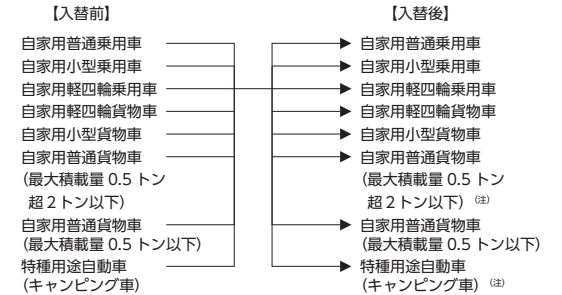 【入替前】
自家用普通乗用車
自家用小型乗用車
自家用軽四輪乗用車
自家用軽四輪貨物車
自家用小型貨物車
自家用普通貨物車
（最大積載量 0.5 トン
超２トン以下）
自家用普通貨物車
（最大積載量 0.5 トン以下）
特種用途自動車
（キャンピング車）
【入替後】
自家用普通乗用車
自家用小型乗用車
自家用軽四輪乗用車
自家用軽四輪貨物車
自家用小型貨物車
自家用普通貨物車
（最大積載量 0.5 トン
超２トン以下）（注）
自家用普通貨物車
（最大積載量 0.5 トン以下）
特種用途自動車
（キャンピング車）（注）